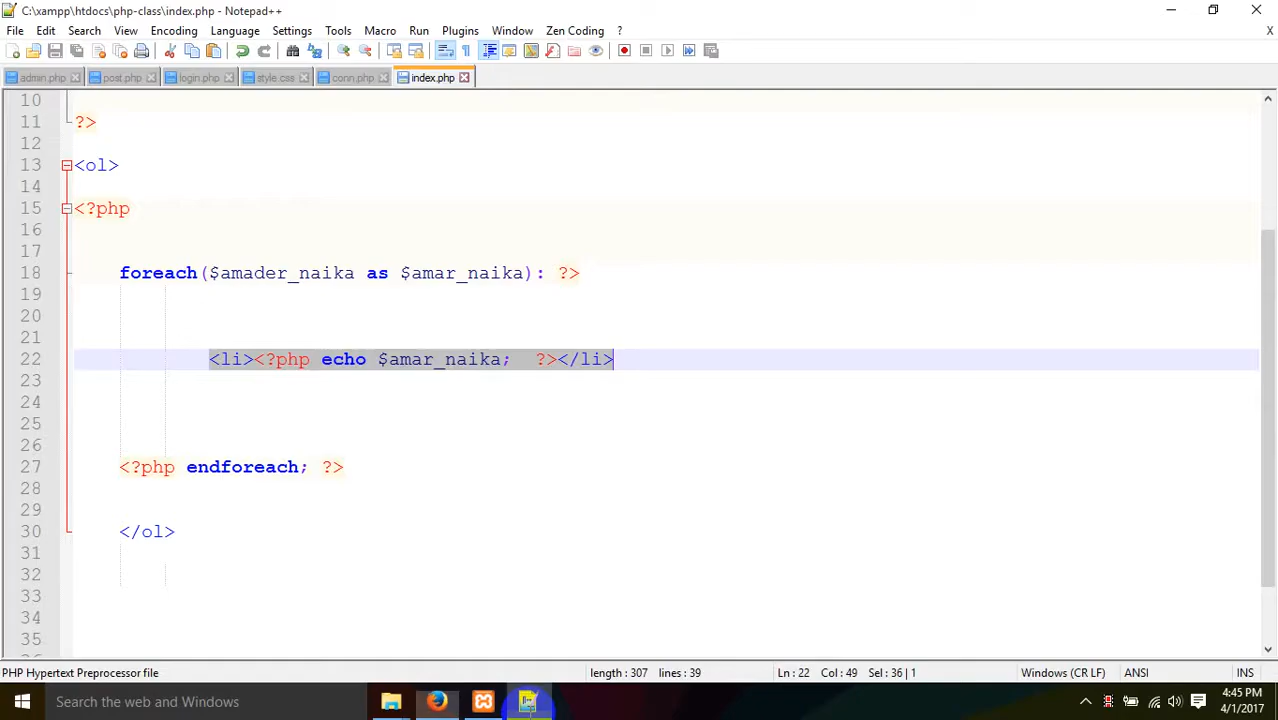 C:\xampp\htdocs\php-class\index.php - Notepad++
File Edit Search View Encoding Language Settings Tools Macro Run Plugins Window Zen Coding ? X
admin.php post.php login.php style.css conn.php index.php
10
11 ?>
12
13 <ol>
14
15 <?php
16
17
18 foreach($amader_naika as $amar_naika): ?>
19
20
21
22 <li><?php echo $amar_naika;  ?></li>
23
24
25
26
27 <?php endforeach; ?>
28
29
30 </ol>
31
32
33
34
35
PHP Hypertext Preprocessor file length : 307 lines : 39 Ln : 22 Col : 49 Sel : 36 | 1 Windows (CR LF) ANSI INS
Search the web and Windows
4:45 PM
4/1/2017